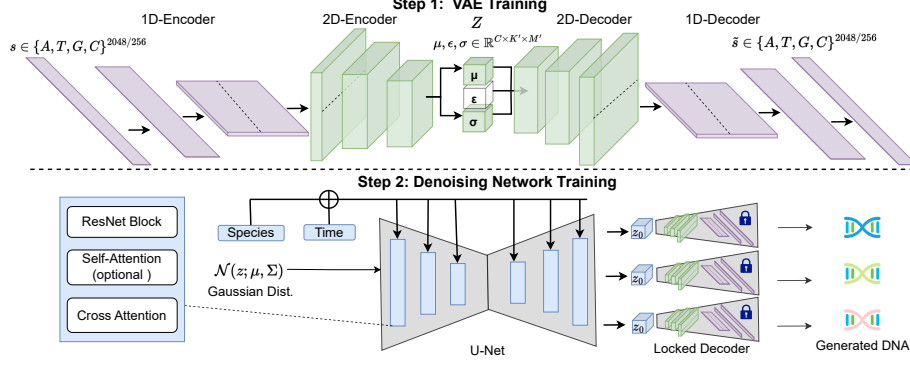 Step 1: VAE Training
1D-Encoder
2D-Encoder
Z
2D-Decoder
1D-Decoder
s ∈ {A, T, G, C}^{2048/256}
μ, ϵ, σ ∈ ℝ^{C×K′×M′}
s̃ ∈ {A, T, G, C}^{2048/256}
μ
ε
σ
Step 2: Denoising Network Training
ResNet Block
Self-Attention
(optional )
Cross Attention
Species
Time
𝒩(z; μ, Σ)
Gaussian Dist.
U-Net
z₀
z₀
z₀
Locked Decoder
Generated DNA